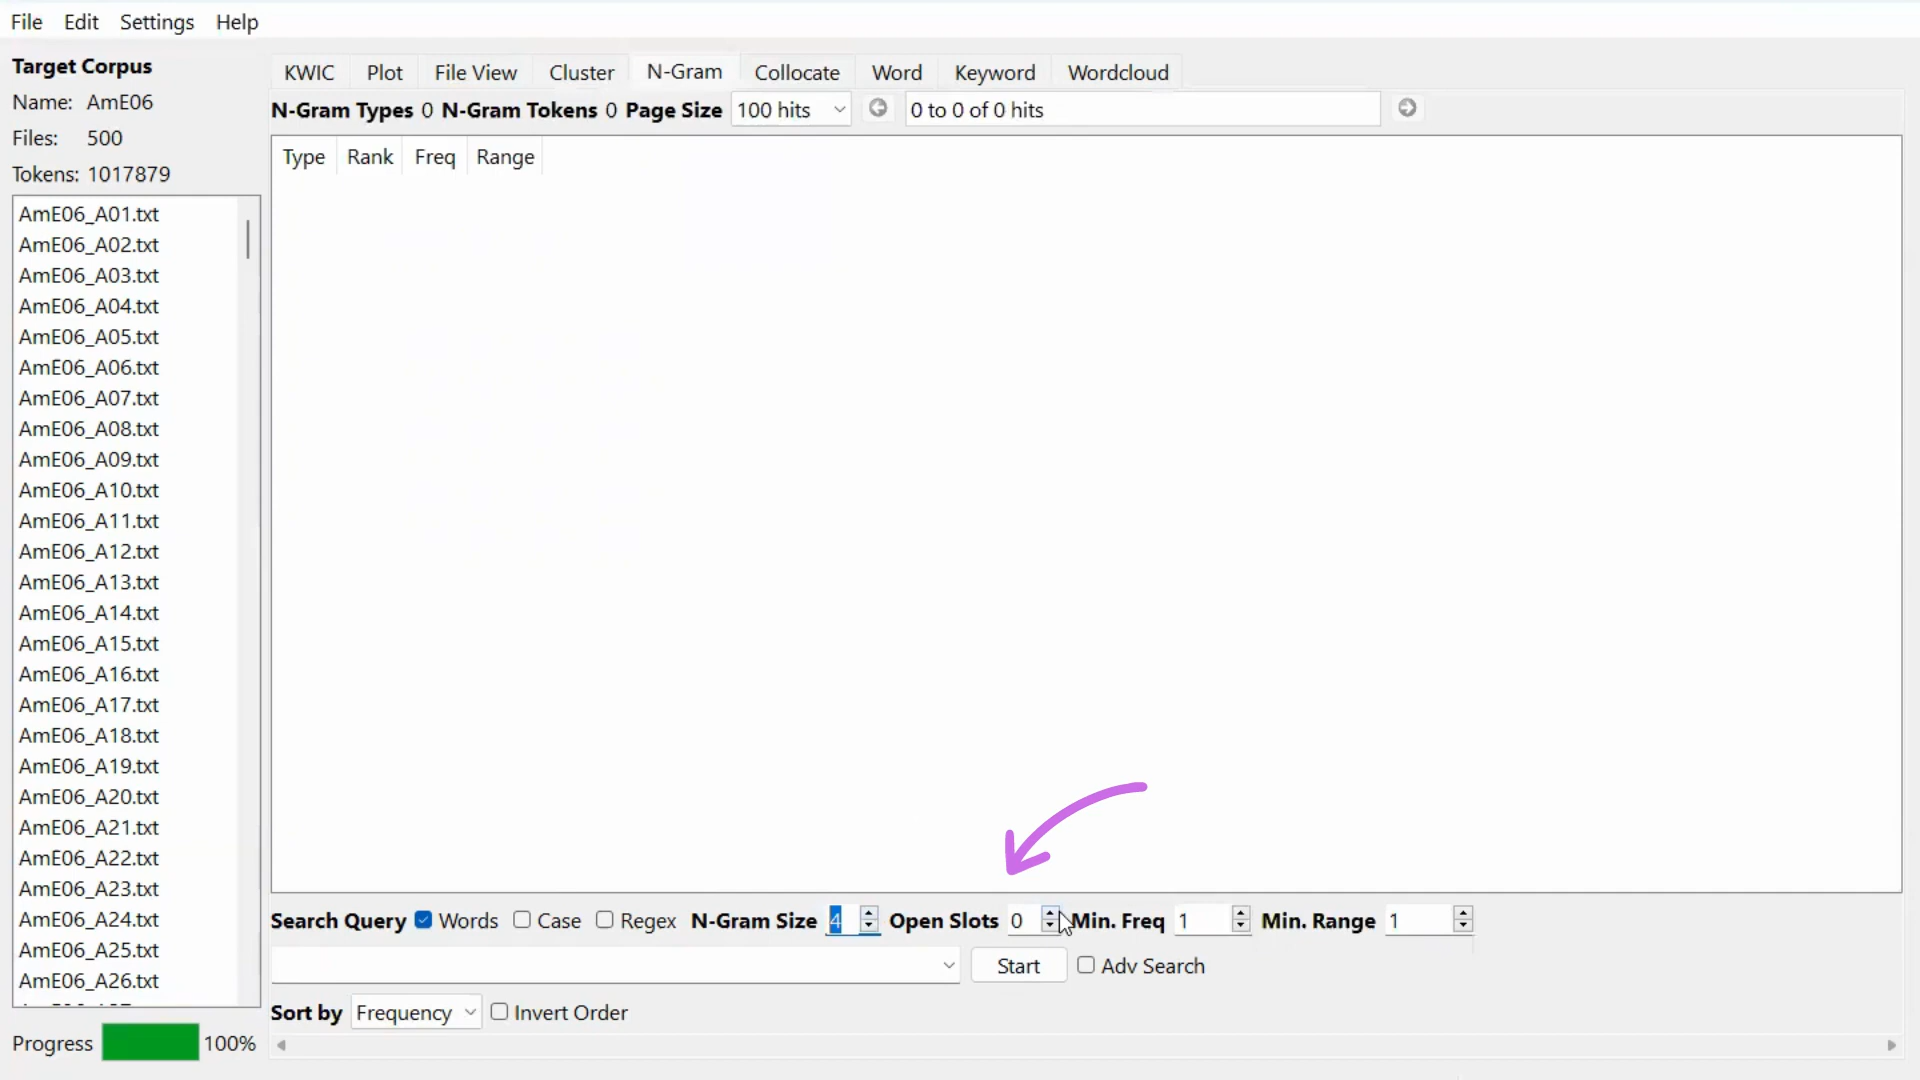 File Edit Settings Help
Target Corpus
Name: AmE06
Files: 500
Tokens: 1017879
AmE06_A01.txt
AmE06_A02.txt
AmE06_A03.txt
AmE06_A04.txt
AmE06_A05.txt
AmE06_A06.txt
AmE06_A07.txt
AmE06_A08.txt
AmE06_A09.txt
AmE06_A10.txt
AmE06_A11.txt
AmE06_A12.txt
AmE06_A13.txt
AmE06_A14.txt
AmE06_A15.txt
AmE06_A16.txt
AmE06_A17.txt
AmE06_A18.txt
AmE06_A19.txt
AmE06_A20.txt
AmE06_A21.txt
AmE06_A22.txt
AmE06_A23.txt
AmE06_A24.txt
AmE06_A25.txt
AmE06_A26.txt
Progress 100%
KWIC Plot File View Cluster N-Gram Collocate Word Keyword Wordcloud
N-Gram Types 0 N-Gram Tokens 0 Page Size 100 hits 0 to 0 of 0 hits
Type Rank Freq Range
Search Query Words Case Regex N-Gram Size 4 Open Slots 0 Min. Freq 1 Min. Range 1
Start Adv Search
Sort by Frequency Invert Order